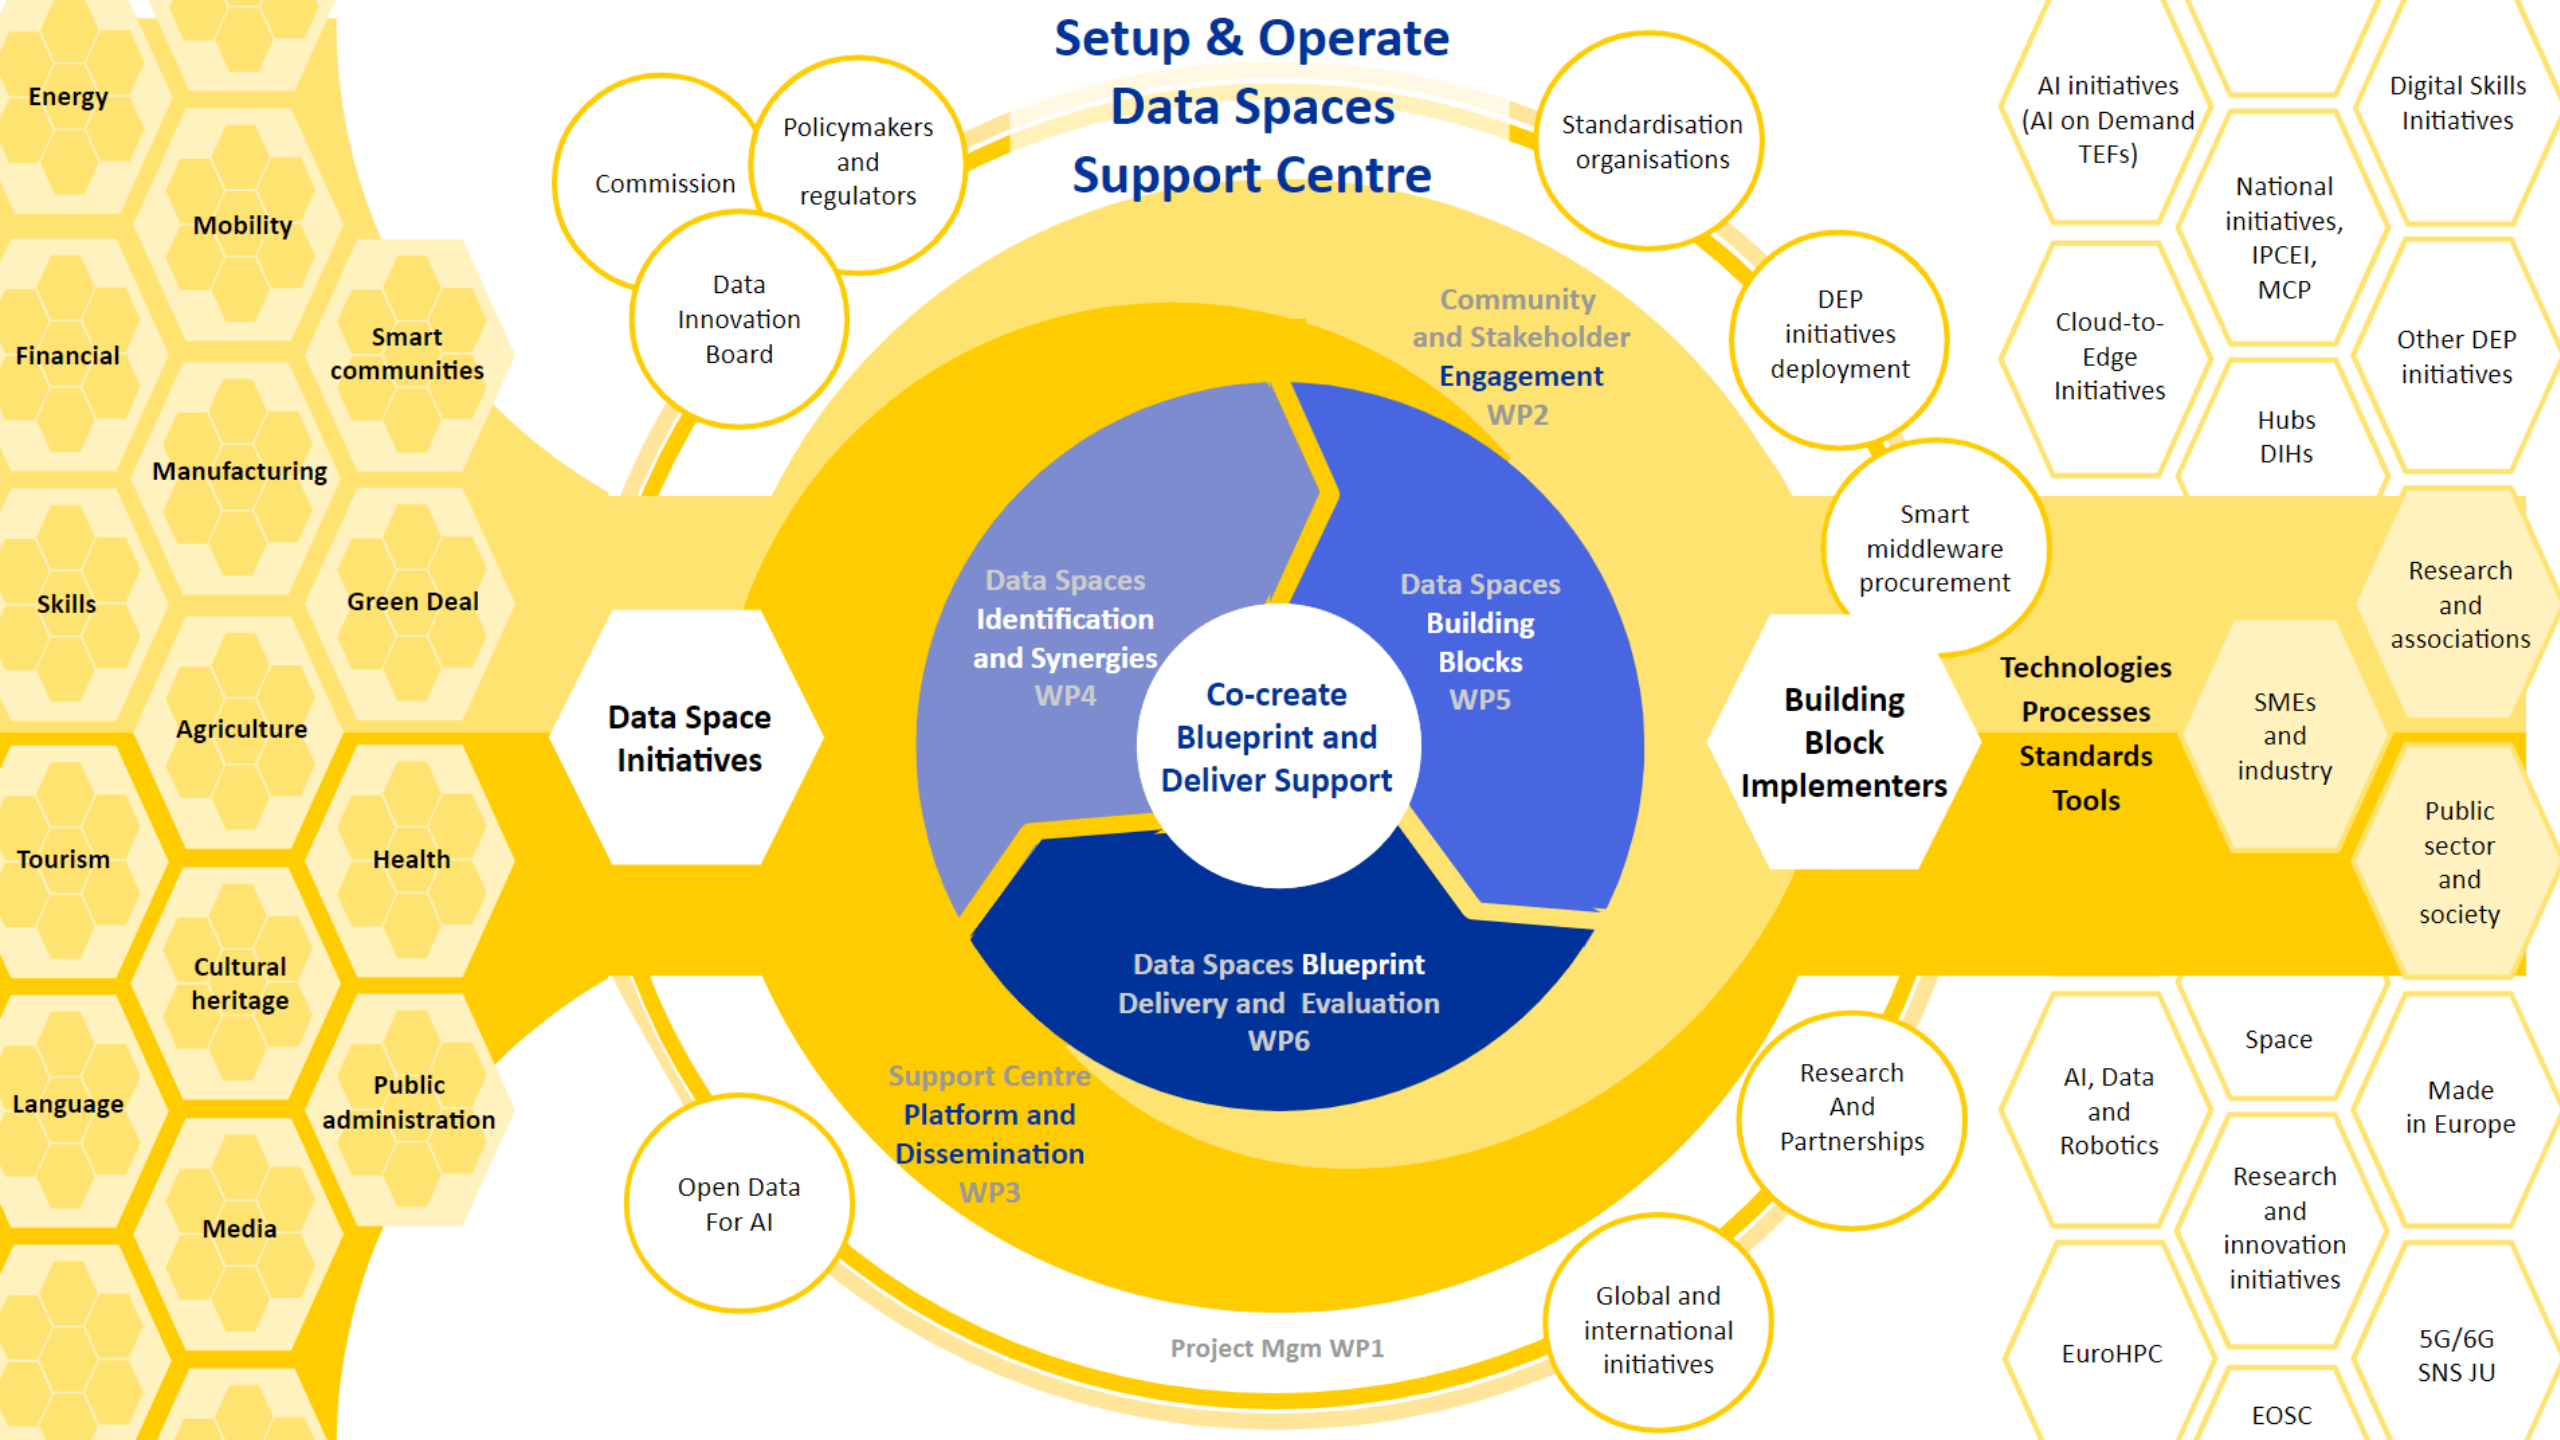 Setup & Operate
Data Spaces
Support Centre
Energy
Mobility
Financial
Smart
communities
Manufacturing
Skills
Green Deal
Agriculture
Tourism
Health
Cultural
heritage
Language
Public
administration
Media
Commission
Policymakers
and
regulators
Data
Innovation
Board
Data Space
Initiatives
Open Data
For AI
Community
and Stakeholder
Engagement
WP2
Data Spaces
Identification
and Synergies
WP4
Data Spaces
Building
Blocks
WP5
Co-create
Blueprint and
Deliver Support
Data Spaces Blueprint
Delivery and Evaluation
WP6
Support Centre
Platform and
Dissemination
WP3
Project Mgm WP1
Standardisation
organisations
DEP
initiatives
deployment
Smart
middleware
procurement
Building
Block
Implementers
Technologies
Processes
Standards
Tools
Research
And
Partnerships
Global and
international
initiatives
AI initiatives
(AI on Demand
TEFs)
Digital Skills
Initiatives
National
initiatives,
IPCEI,
MCP
Cloud-to-
Edge
Initiatives
Other DEP
initiatives
Hubs
DIHs
Research
and
associations
SMEs
and
industry
Public
sector
and
society
Space
AI, Data
and
Robotics
Made
in Europe
Research
and
innovation
initiatives
EuroHPC
5G/6G
SNS JU
EOSC